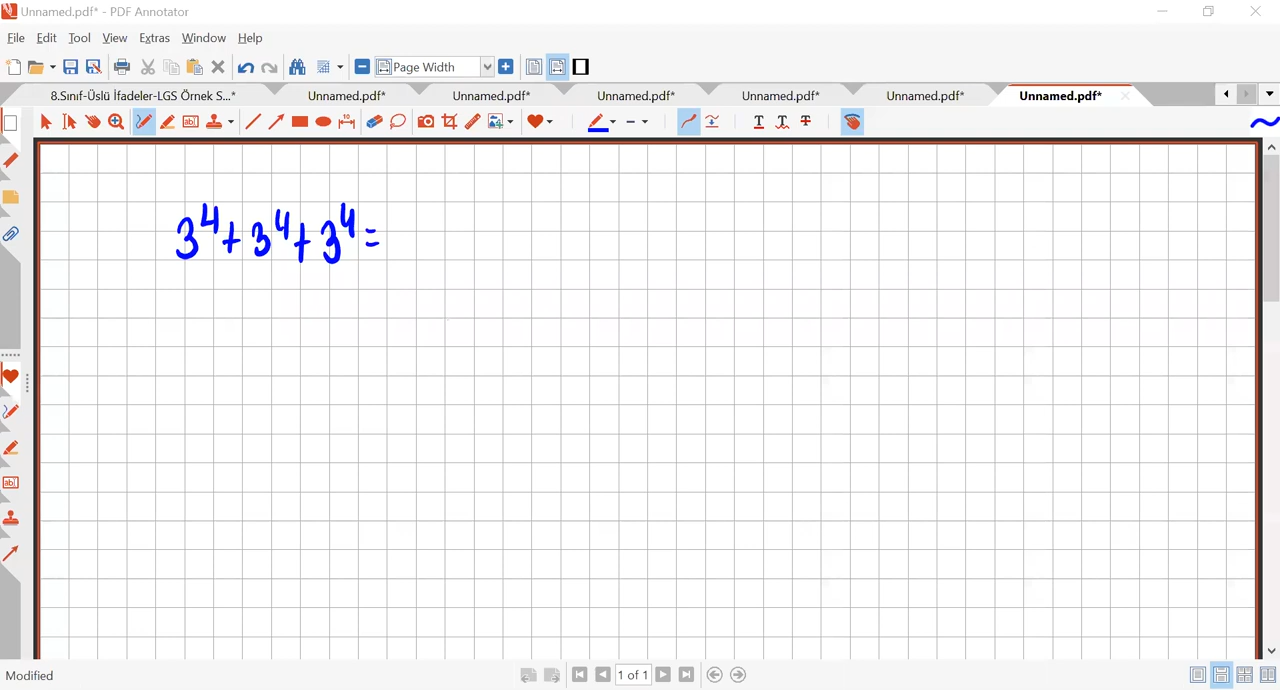 Unnamed.pdf* - PDF Annotator
File Edit Tool View Extras Window Help
Page Width
8.Sınıf-Üslü İfadeler-LGS Örnek S...* Unnamed.pdf* Unnamed.pdf* Unnamed.pdf* Unnamed.pdf* Unnamed.pdf* Unnamed.pdf*
3⁴+3⁴+3⁴=
Modified 1 of 1